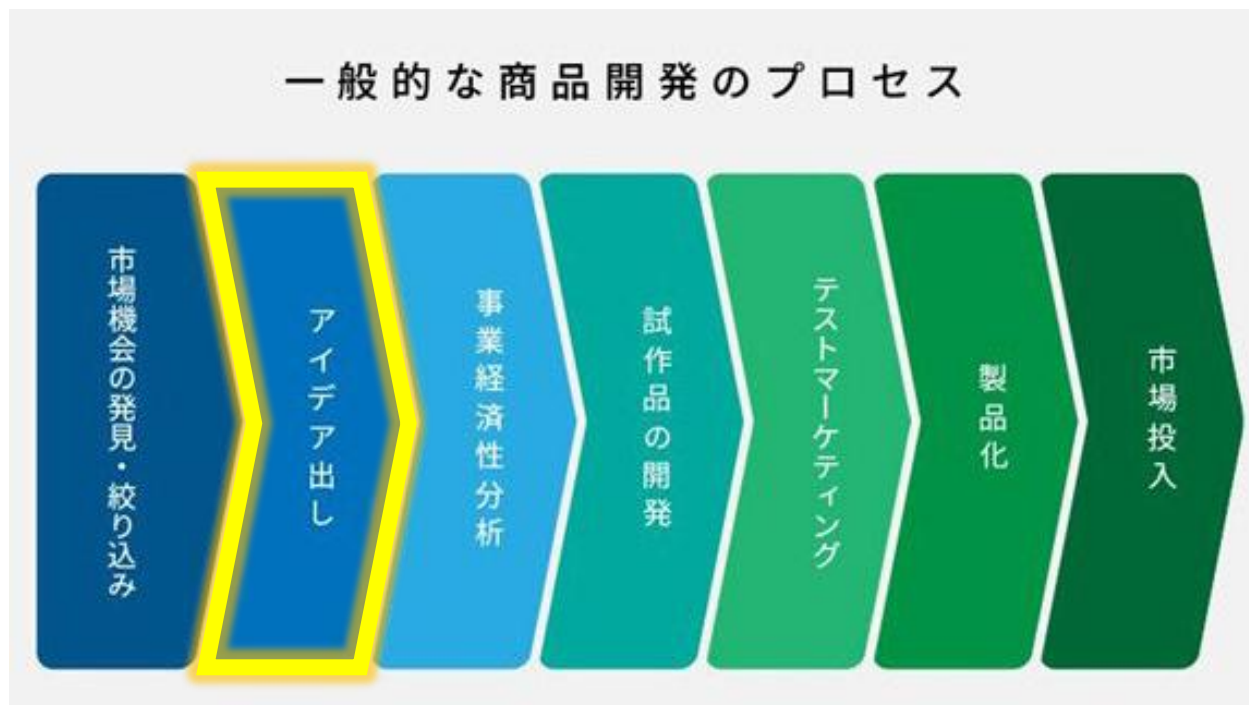 一般的な商品開発のプロセス
市場機会の発見・絞り込み
アイデア出し
事業経済性分析
試作品の開発
テストマーケティング
製品化
市場投入